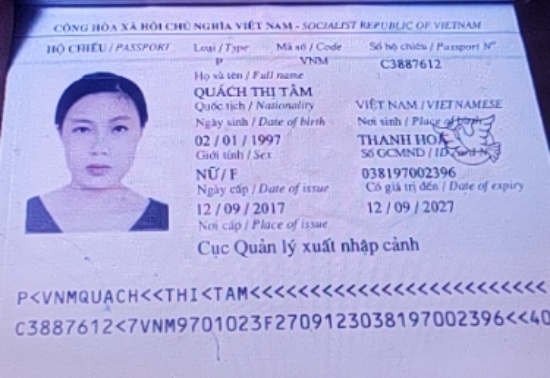 CỘNG HÒA XÃ HỘI CHỦ NGHĨA VIỆT NAM - SOCIALIST REPUBLIC OF VIETNAM
HỘ CHIẾU / PASSPORT Loại / Type Mã số / Code Số hộ chiếu / Passport Nº
P VNM C3887612
Họ và tên / Full name
QUÁCH THỊ TÂM
Quốc tịch / Nationality VIỆT NAM / VIETNAMESE
Ngày sinh / Date of birth Nơi sinh / Place of birth
02 / 01 / 1997 THANH HOÁ
Giới tính / Sex Số GCMND / ID
NỮ / F 038197002396
Ngày cấp / Date of issue Có giá trị đến / Date of expiry
12 / 09 / 2017 12 / 09 / 2027
Nơi cấp / Place of issue
Cục Quản lý xuất nhập cảnh
P<VNMQUACH<<THI<TAM<<<<<<<<<<<<<<<<<<<<<<<<<
C3887612<7VNM9701023F2709123038197002396<<40